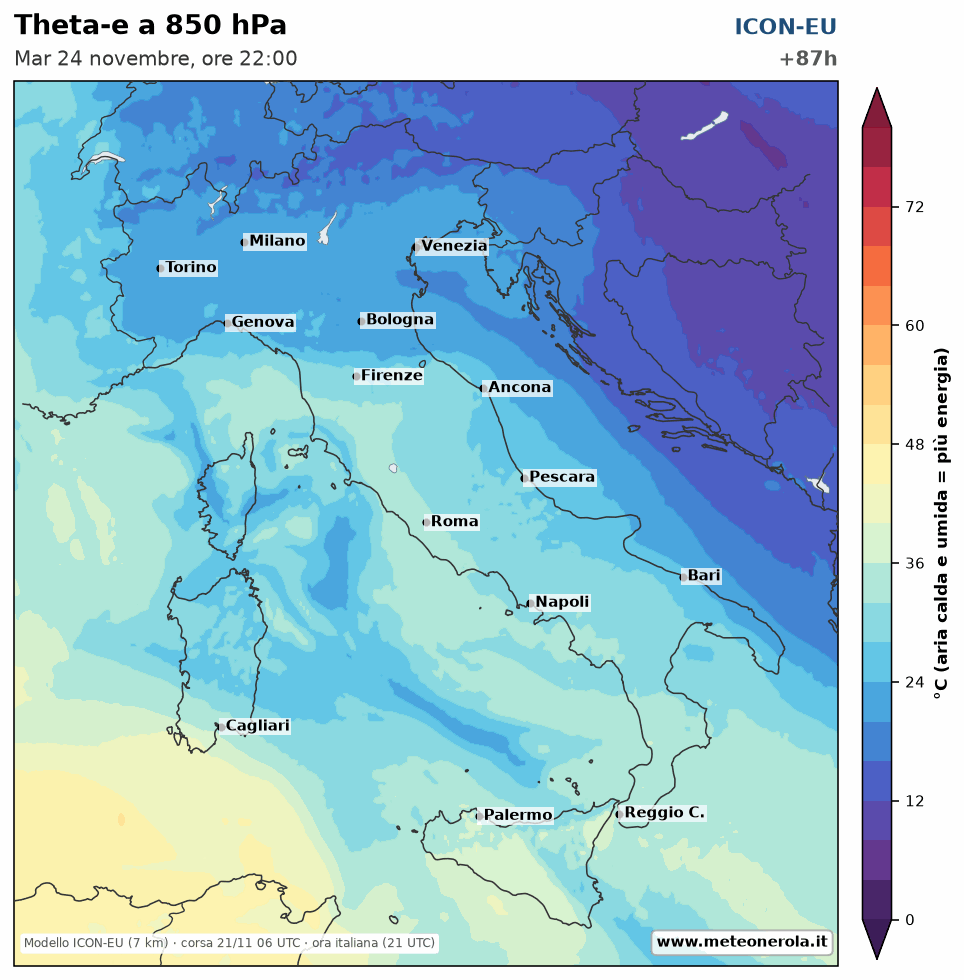 Theta-e a 850 hPa
ICON-EU
Mar 24 novembre, ore 22:00
+87h
Milano
Venezia
Torino
Genova
Bologna
Firenze
Ancona
Pescara
Roma
Bari
Napoli
Cagliari
Palermo
Reggio C.
72
60
48
36
24
12
0
°C (aria calda e umida = più energia)
Modello ICON-EU (7 km) · corsa 21/11 06 UTC · ora italiana (21 UTC)
www.meteonerola.it